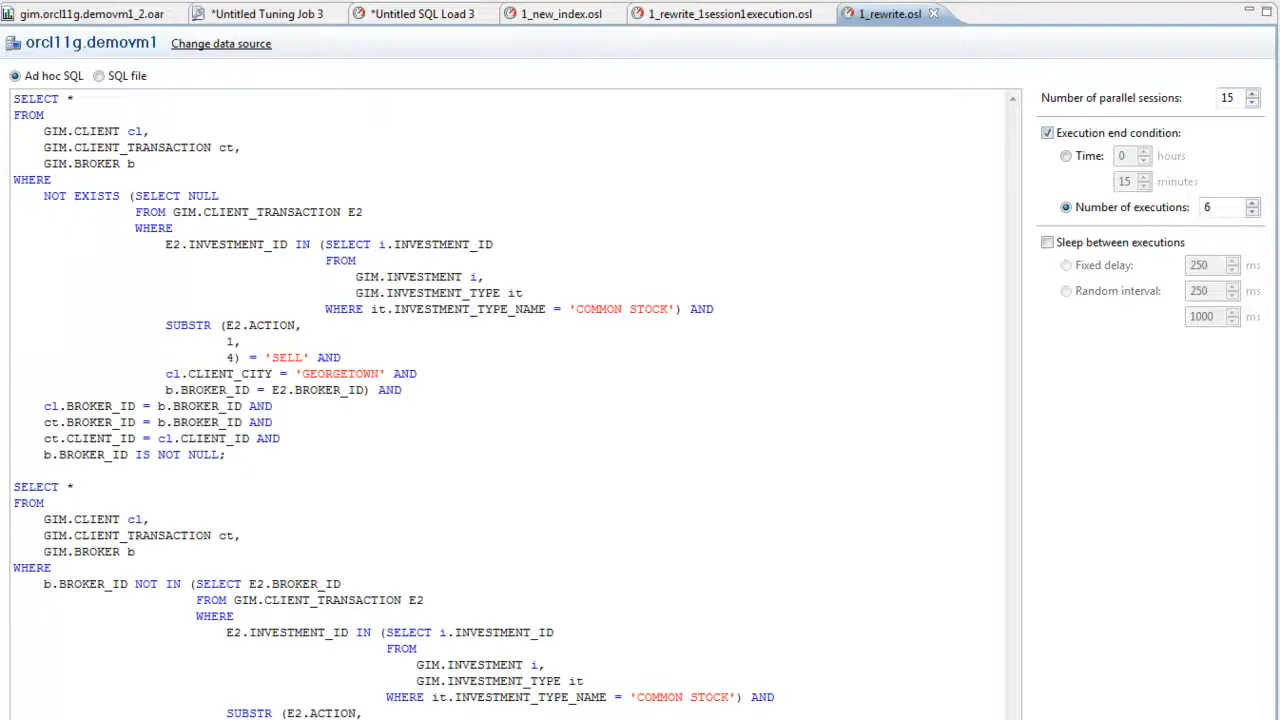 gim.orcl11g.demovm1_2.oar *Untitled Tuning Job 3 *Untitled SQL Load 3 1_new_index.osl 1_rewrite_1session1execution.osl 1_rewrite.osl
orcl11g.demovm1 Change data source
Ad hoc SQL SQL file
SELECT *
FROM
GIM.CLIENT cl,
GIM.CLIENT_TRANSACTION ct,
GIM.BROKER b
WHERE
NOT EXISTS (SELECT NULL
FROM GIM.CLIENT_TRANSACTION E2
WHERE
E2.INVESTMENT_ID IN (SELECT i.INVESTMENT_ID
FROM
GIM.INVESTMENT i,
GIM.INVESTMENT_TYPE it
WHERE it.INVESTMENT_TYPE_NAME = 'COMMON STOCK') AND
SUBSTR (E2.ACTION,
1,
4) = 'SELL' AND
cl.CLIENT_CITY = 'GEORGETOWN' AND
b.BROKER_ID = E2.BROKER_ID) AND
cl.BROKER_ID = b.BROKER_ID AND
ct.BROKER_ID = b.BROKER_ID AND
ct.CLIENT_ID = cl.CLIENT_ID AND
b.BROKER_ID IS NOT NULL;
SELECT *
FROM
GIM.CLIENT cl,
GIM.CLIENT_TRANSACTION ct,
GIM.BROKER b
WHERE
b.BROKER_ID NOT IN (SELECT E2.BROKER_ID
FROM GIM.CLIENT_TRANSACTION E2
WHERE
E2.INVESTMENT_ID IN (SELECT i.INVESTMENT_ID
FROM
GIM.INVESTMENT i,
GIM.INVESTMENT_TYPE it
WHERE it.INVESTMENT_TYPE_NAME = 'COMMON STOCK') AND
SUBSTR (E2.ACTION,
Number of parallel sessions: 15
Execution end condition:
Time: 0 hours
15 minutes
Number of executions: 6
Sleep between executions
Fixed delay: 250 ms
Random interval: 250 ms
1000 ms